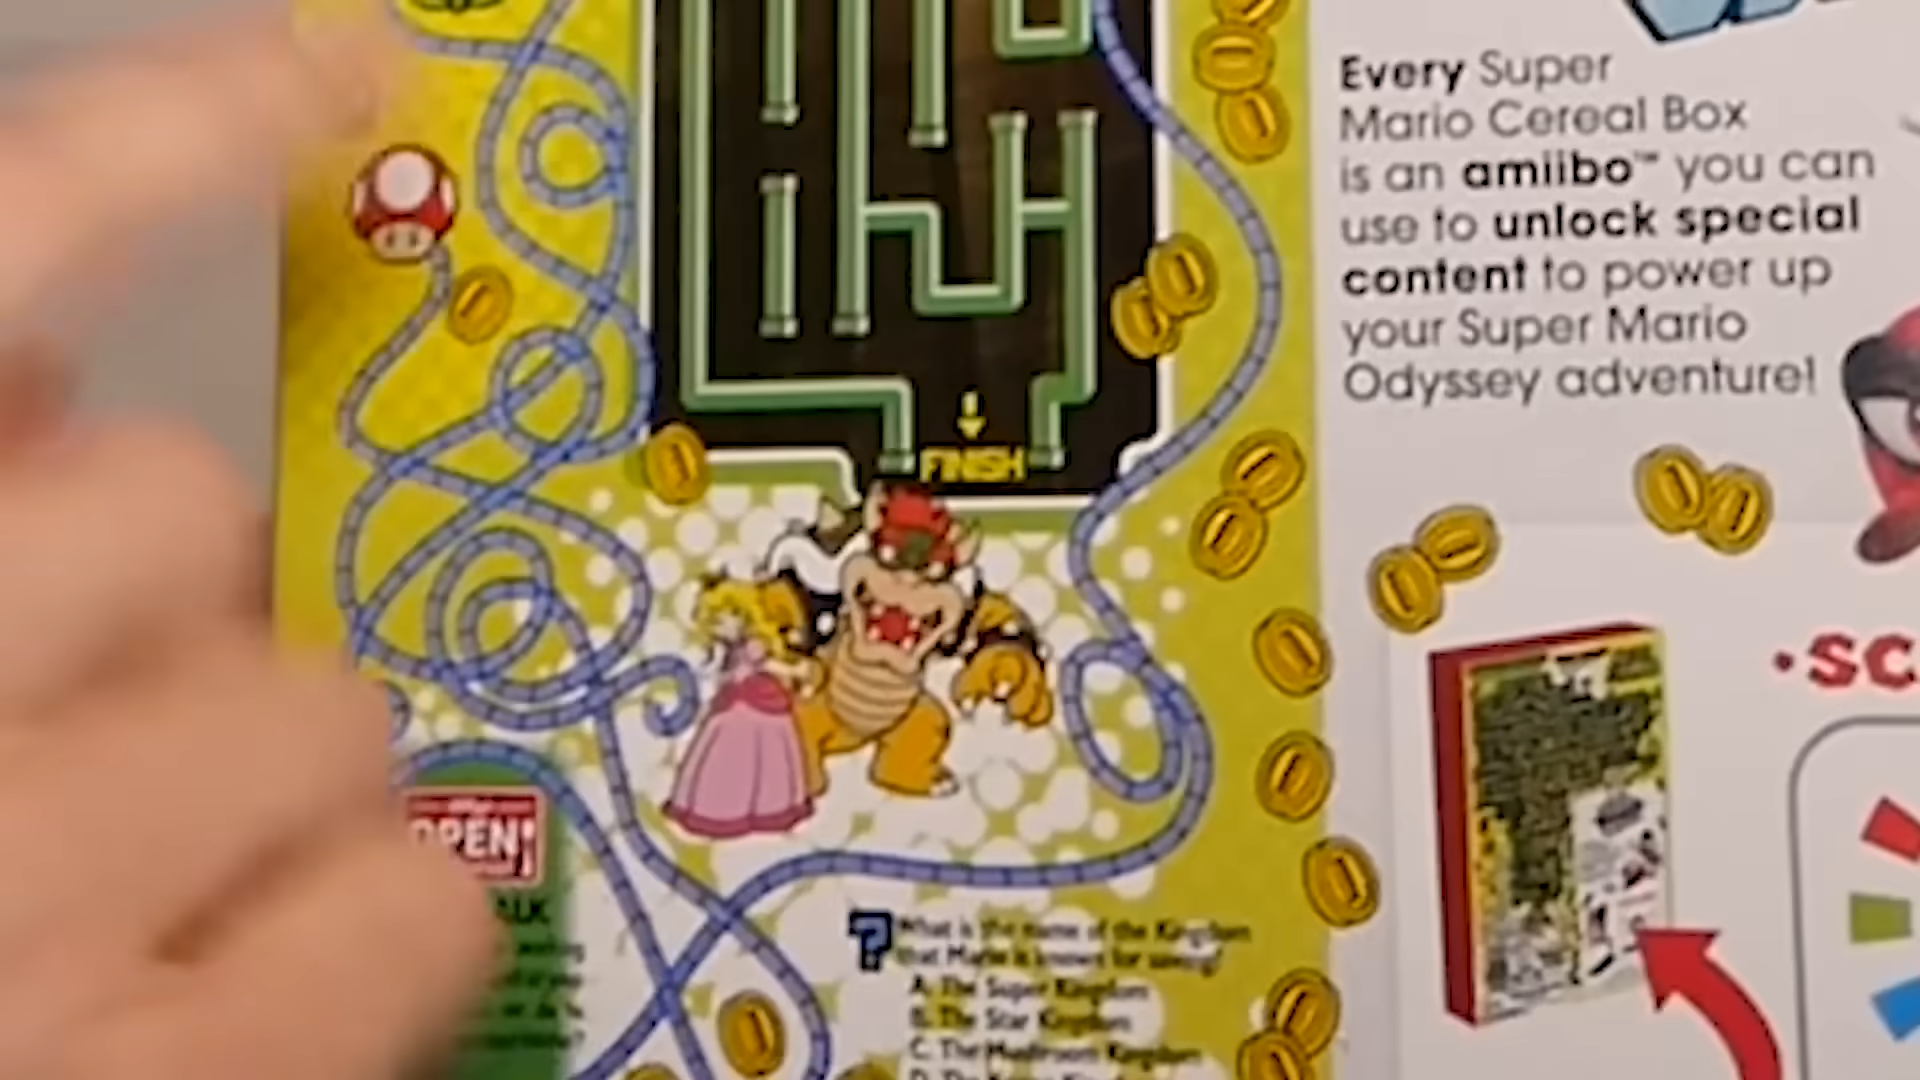 Every Super
Mario Cereal Box
is an amiibo™ you can
use to unlock special
content to power up
your Super Mario
Odyssey adventure!
FINISH
•SC
OPEN!
?
What is the name of the Kingdom
that Mario is known for saving?
A. The Super Kingdom
B. The Star Kingdom
C. The Mushroom Kingdom